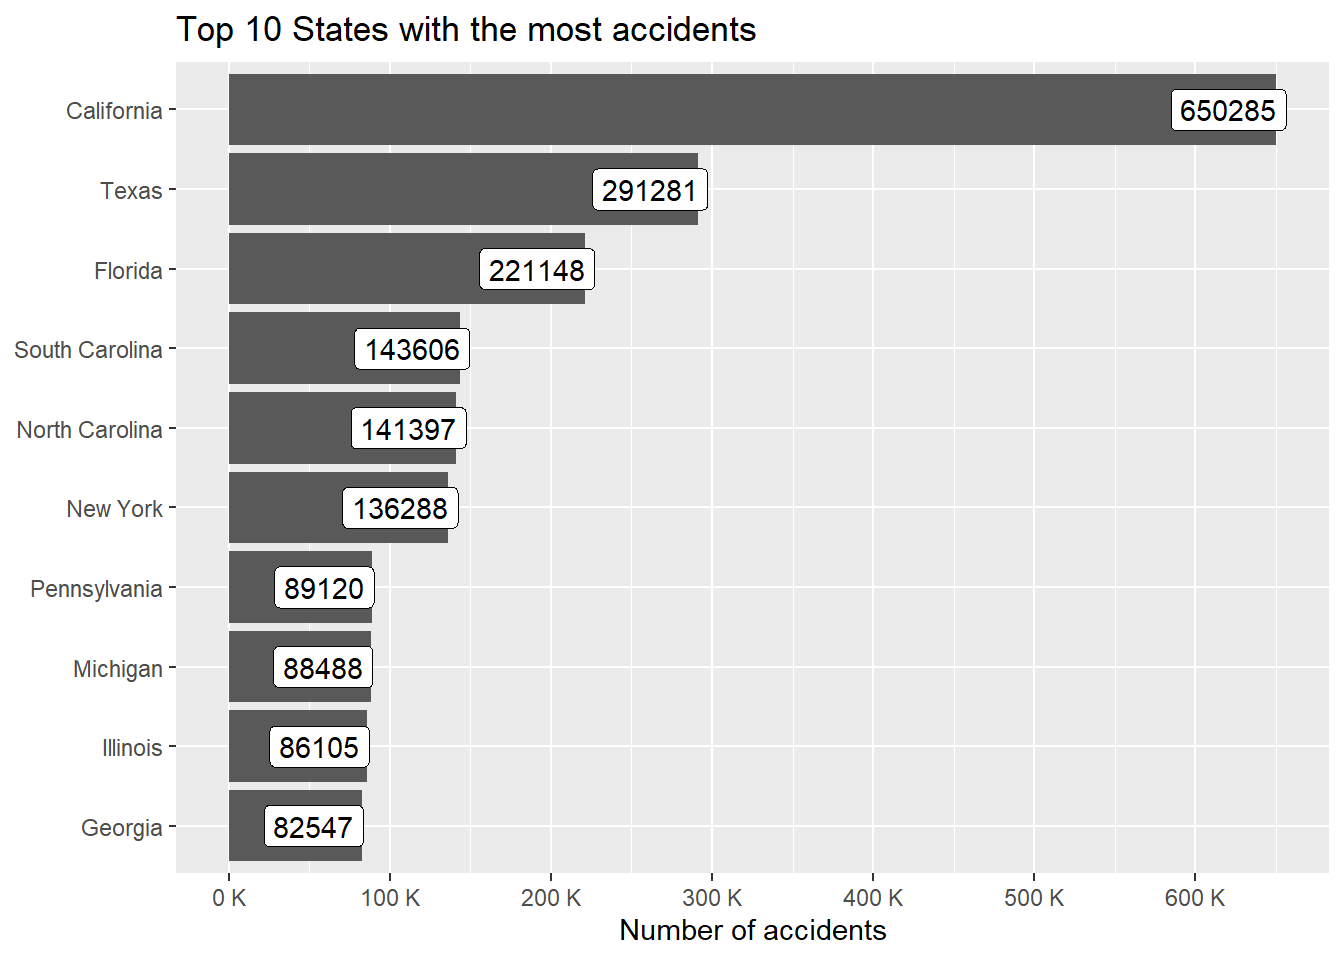 Top 10 States with the most accidents
California 650285
Texas 291281
Florida 221148
South Carolina 143606
North Carolina 141397
New York 136288
Pennsylvania 89120
Michigan 88488
Illinois 86105
Georgia 82547
0 K 100 K 200 K 300 K 400 K 500 K 600 K
Number of accidents